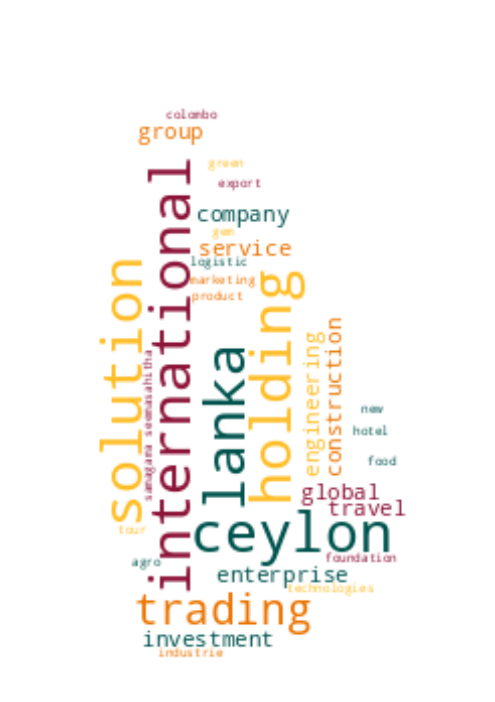 colombo
group
green
export
international
company
gem
service
logistic
marketing
product
solution
holding
lanka
samagama seemasahitha
engineering
construction
new
hotel
food
global
travel
ceylon
tour
agro
foundation
enterprise
technologies
trading
investment
industrie